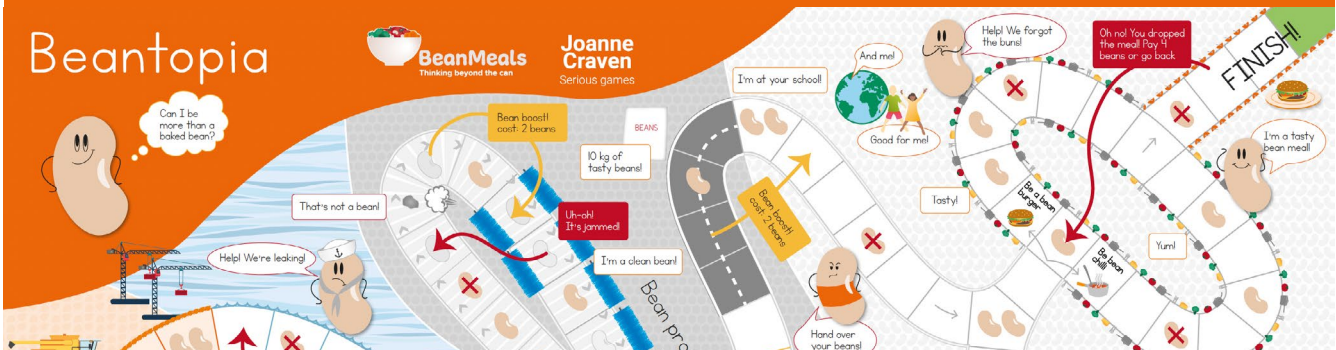 Beantopia
Can I be
more than a
baked bean?
BeanMeals
Thinking beyond the can
Joanne
Craven
Serious games
That's not a bean!
Help! We're leaking!
Bean boost!
cost: 2 beans
Uh-oh!
It's jammed!
I'm a clean bean!
10 kg of
tasty beans!
BEANS
Bean pro
I'm at your school!
Bean boost!
cost: 2
beans
Hand over
your beans!
And me!
Good for me!
Help! We forgot
the buns!
Tasty!
Be a bean
burger
Be bean
chilli
Yum!
Oh no! You dropped
the meal! Pay 4
beans or go back
FINISH!
I'm a tasty
bean meal!